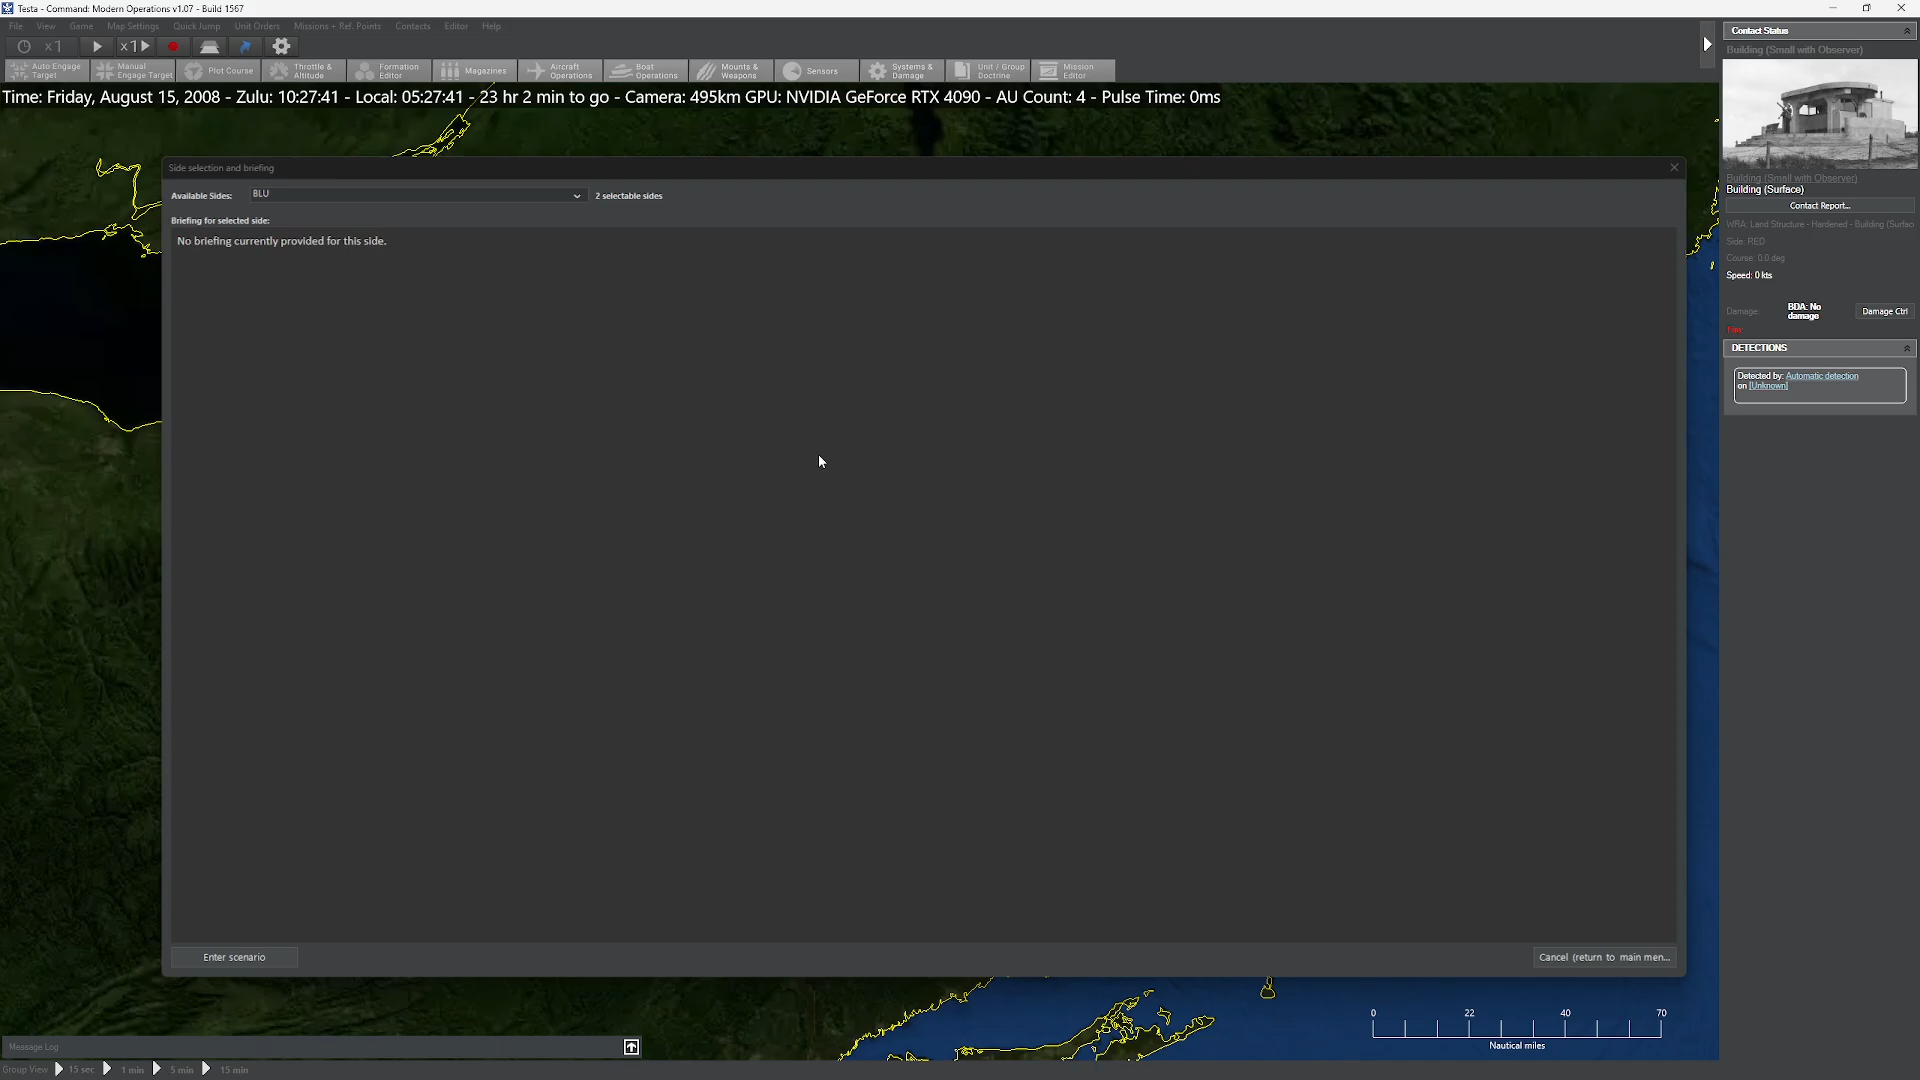 Testa - Command: Modern Operations v1.07 - Build 1567
File View Game Map Settings Quick Jump Unit Orders Missions + Ref. Points Contacts Editor Help
x1 x1
Auto Engage Target
Manual Engage Target
Plot Course
Throttle & Altitude
Formation Editor
Magazines
Aircraft Operations
Boat Operations
Mounts & Weapons
Sensors
Systems & Damage
Unit / Group Doctrine
Mission Editor
Time: Friday, August 15, 2008 - Zulu: 10:27:41 - Local: 05:27:41 - 23 hr 2 min to go - Camera: 495km GPU: NVIDIA GeForce RTX 4090 - AU Count: 4 - Pulse Time: 0ms
Side selection and briefing
Available Sides: BLU 2 selectable sides
Briefing for selected side:
No briefing currently provided for this side.
Enter scenario
Cancel (return to main men...
Contact Status
Building (Small with Observer)
Building (Small with Observer)
Building (Surface)
Contact Report...
WRA: Land Structure - Hardened - Building (Surfac
Side: RED
Course: 0.0 deg
Speed: 0 kts
Damage: BDA: No damage Damage Ctrl
Fire:
DETECTIONS
Detected by: Automatic detection
on [Unknown]
0 22 40 70
Nautical miles
Message Log
Group View 15 sec 1 min 5 min 15 min